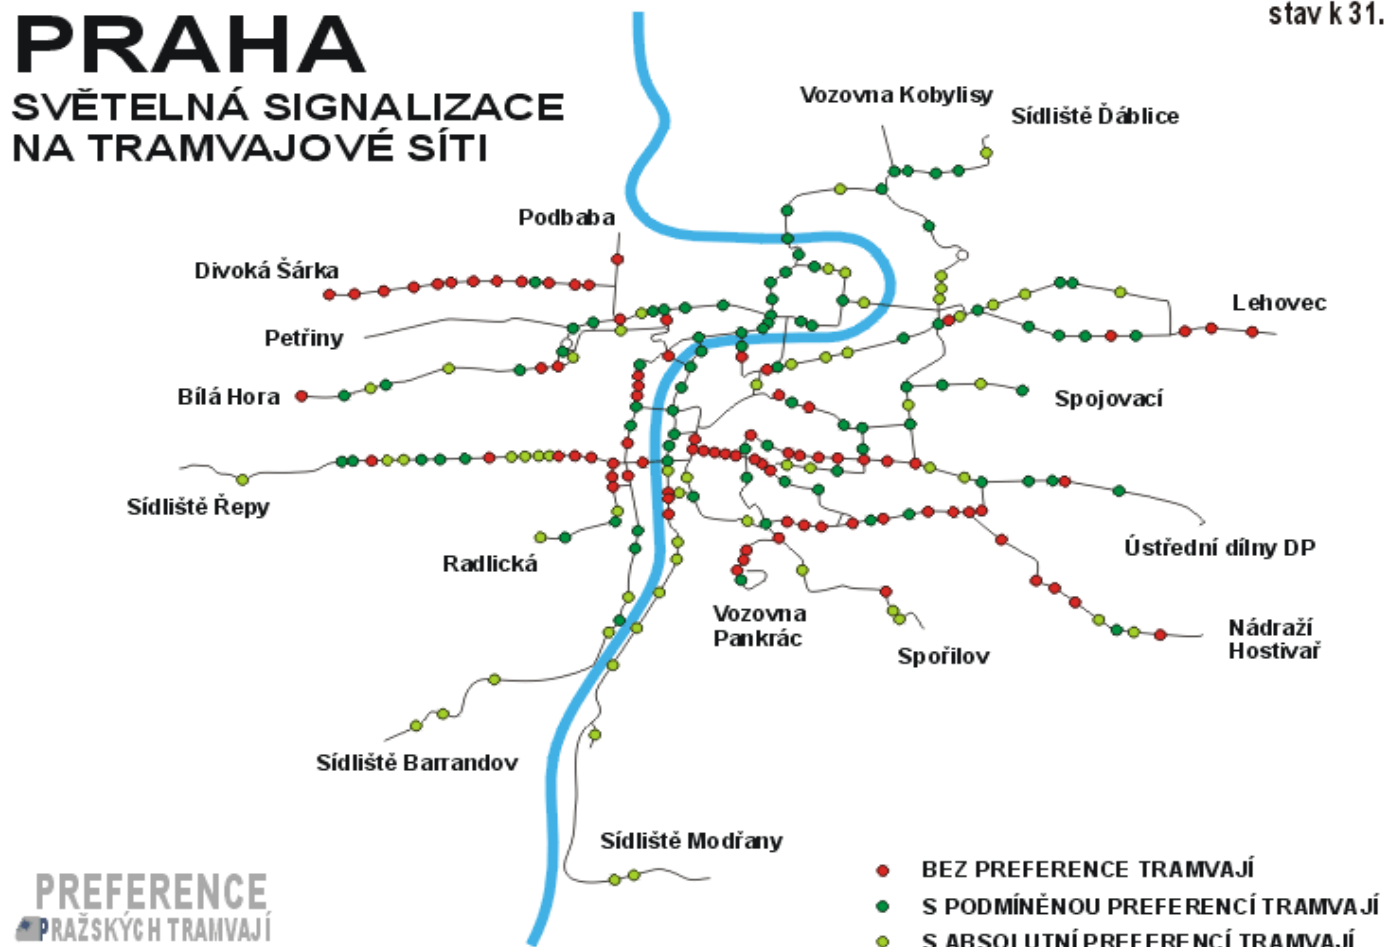 PRAHA
SVĚTELNÁ SIGNALIZACE
NA TRAMVAJOVÉ SÍTI
stav k 31.
Vozovna Kobylisy
Sídliště Ďáblice
Podbaba
Divoká Šárka
Lehovec
Petřiny
Bílá Hora
Spojovací
Sídliště Řepy
Radlická
Ústřední dílny DP
Vozovna
Pankrác
Spořilov
Nádraží
Hostivař
Sídliště Barrandov
Sídliště Modřany
BEZ PREFERENCE TRAMVAJÍ
S PODMÍNĚNOU PREFERENCÍ TRAMVAJÍ
S ABSOLUTNÍ PREFERENCÍ TRAMVAJÍ
PREFERENCE
PRAŽSKÝCH TRAMVAJÍ